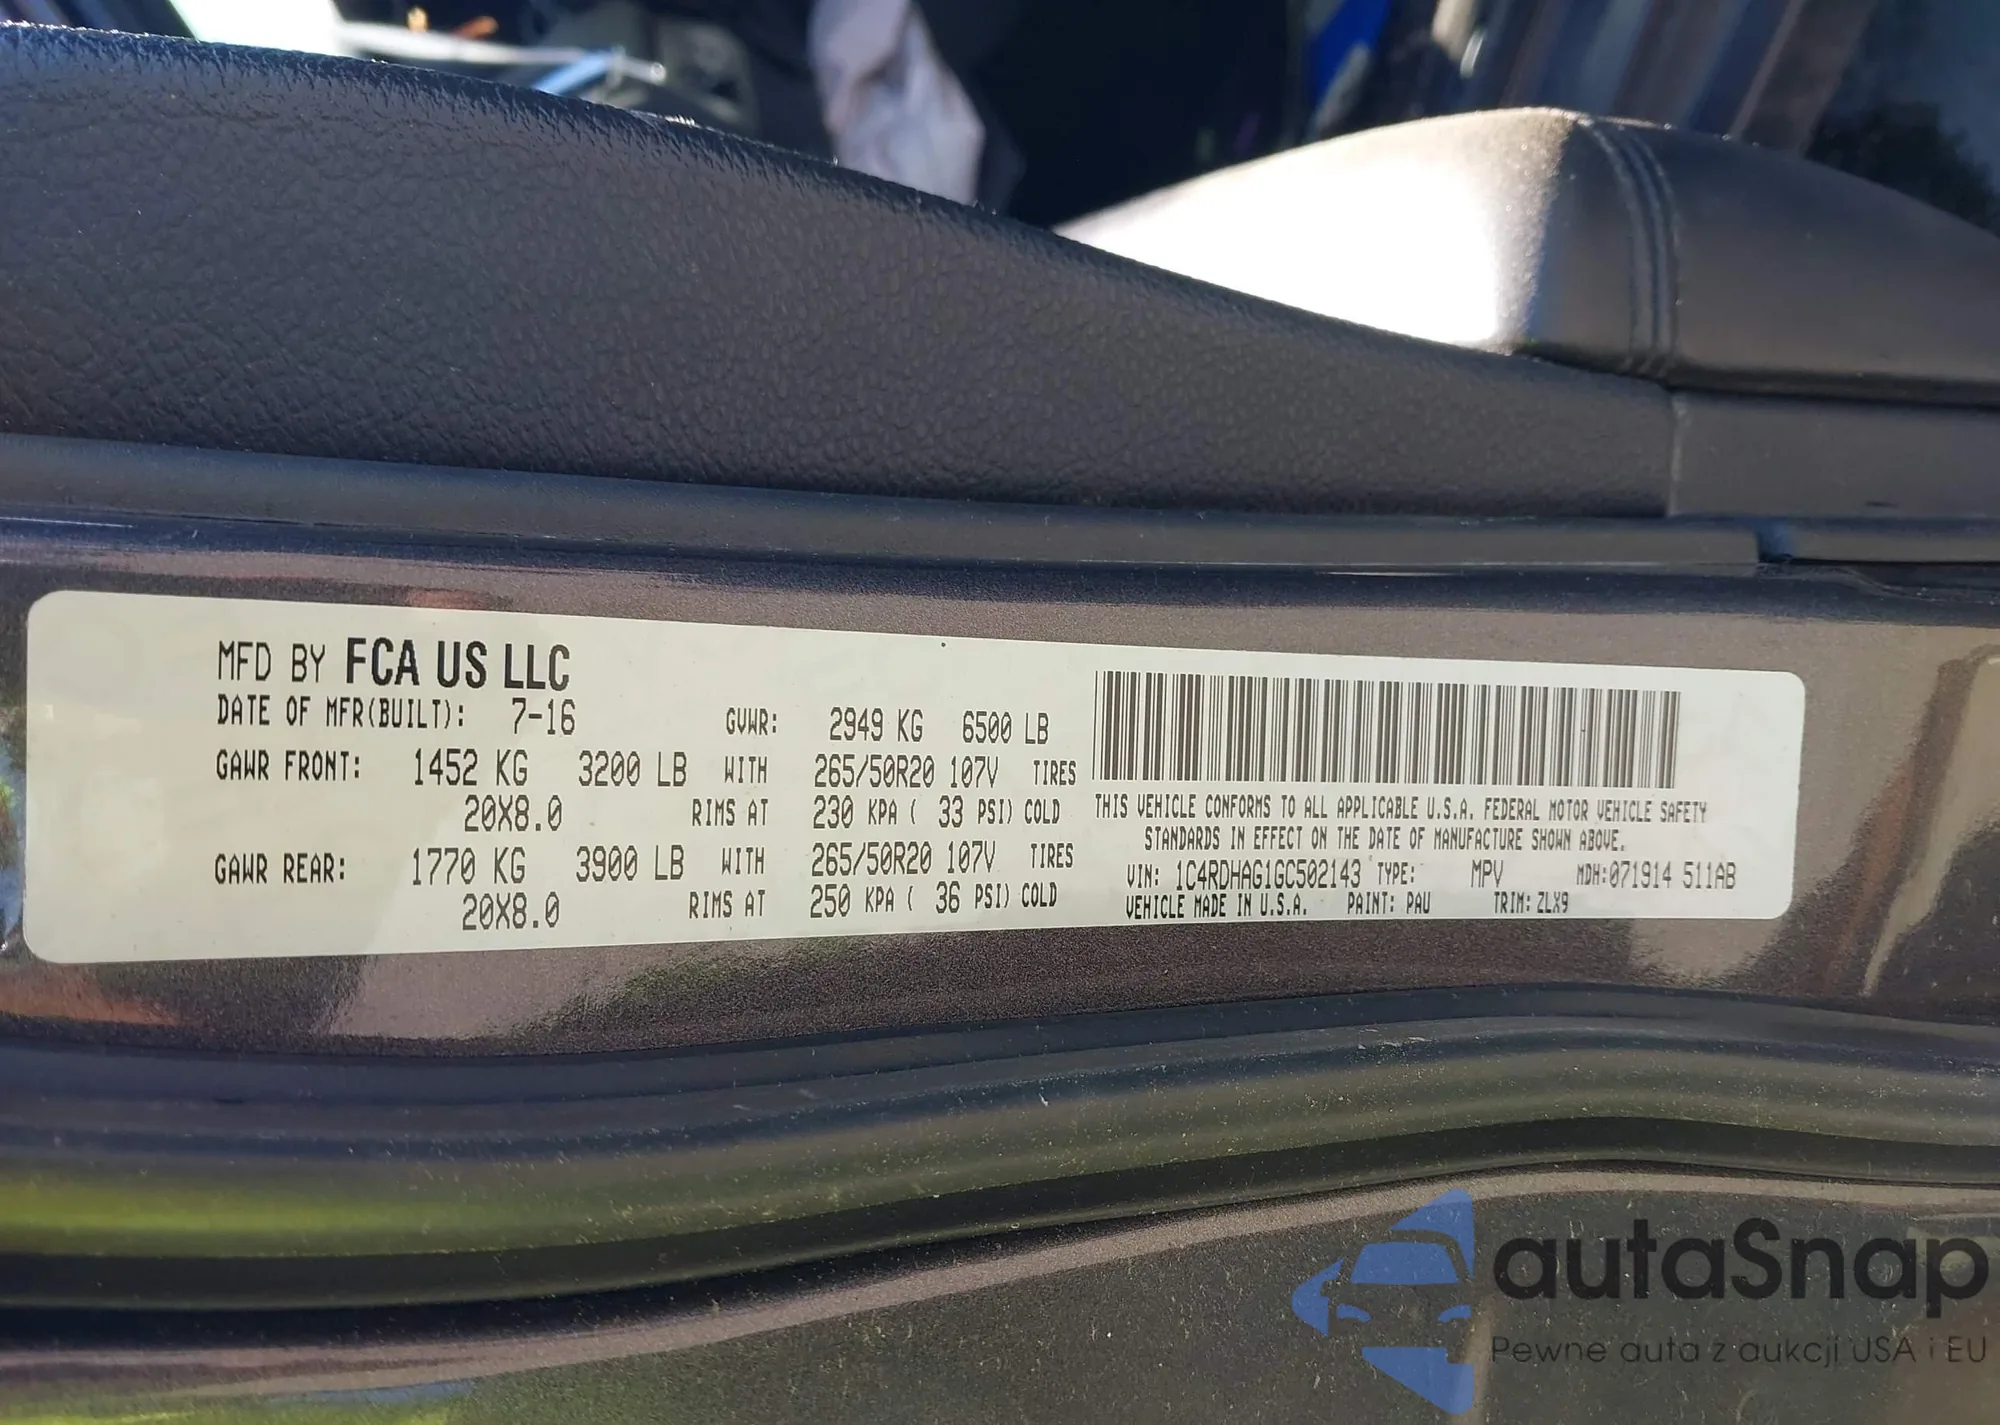 MFD BY FCA US LLC
DATE OF MFR(BUILT): 7-16 GVWR: 2949 KG 6500 LB
GAWR FRONT: 1452 KG 3200 LB WITH 265/50R20 107V TIRES
20X8.0 RIMS AT 230 KPA ( 33 PSI) COLD
GAWR REAR: 1770 KG 3900 LB WITH 265/50R20 107V TIRES
20X8.0 RIMS AT 250 KPA ( 36 PSI) COLD
THIS VEHICLE CONFORMS TO ALL APPLICABLE U.S.A. FEDERAL MOTOR VEHICLE SAFETY
STANDARDS IN EFFECT ON THE DATE OF MANUFACTURE SHOWN ABOVE.
VIN: 1C4RDHAG1GC502143 TYPE: MPV MDH:071914 511AB
VEHICLE MADE IN U.S.A. PAINT: PAU TRIM: ZLX9
autaSnap
Pewne auta z aukcji USA i EU